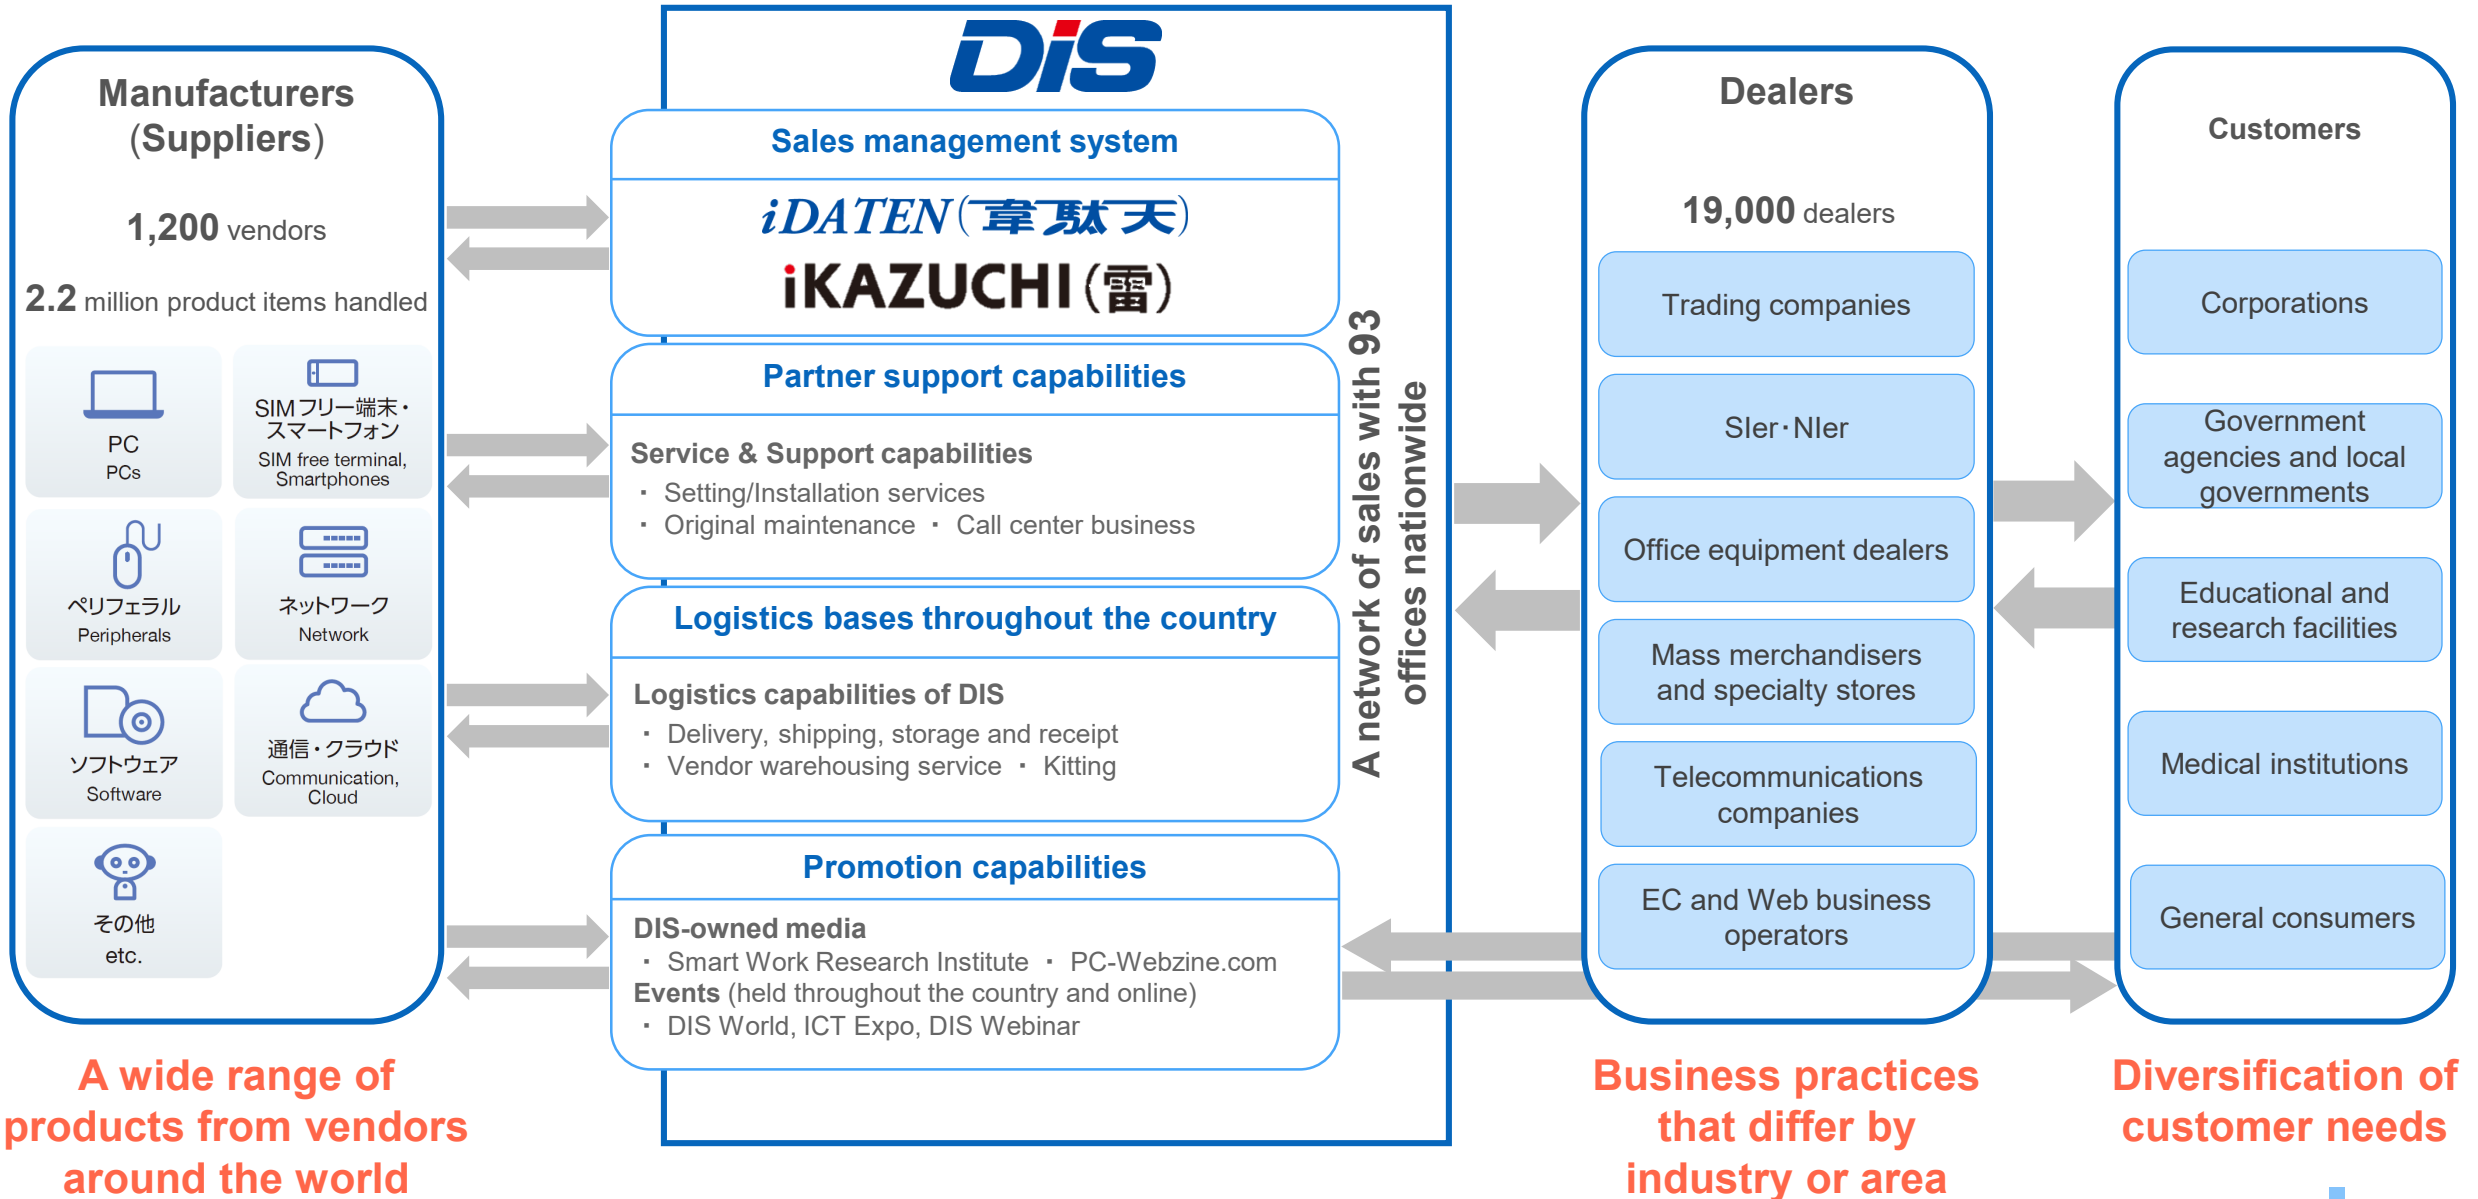 Manufacturers
(Suppliers)
1,200 vendors
2.2 million product items handled
PC
PCs
SIMフリー端末・
スマートフォン
SIM free terminal,
Smartphones
ペリフェラル
Peripherals
ネットワーク
Network
ソフトウェア
Software
通信・クラウド
Communication,
Cloud
その他
etc.
A wide range of
products from vendors
around the world
DiS
Sales management system
iDATEN(韋駄天)
iKAZUCHI(雷)
Partner support capabilities
Service & Support capabilities
・ Setting/Installation services
・ Original maintenance ・ Call center business
Logistics bases throughout the country
Logistics capabilities of DIS
・ Delivery, shipping, storage and receipt
・ Vendor warehousing service ・ Kitting
Promotion capabilities
DIS-owned media
・ Smart Work Research Institute ・ PC-Webzine.com
Events (held throughout the country and online)
・ DIS World, ICT Expo, DIS Webinar
A network of sales with 93
offices nationwide
Dealers
19,000 dealers
Trading companies
SIer・NIer
Office equipment dealers
Mass merchandisers
and specialty stores
Telecommunications
companies
EC and Web business
operators
Business practices
that differ by
industry or area
Customers
Corporations
Government
agencies and local
governments
Educational and
research facilities
Medical institutions
General consumers
Diversification of
customer needs